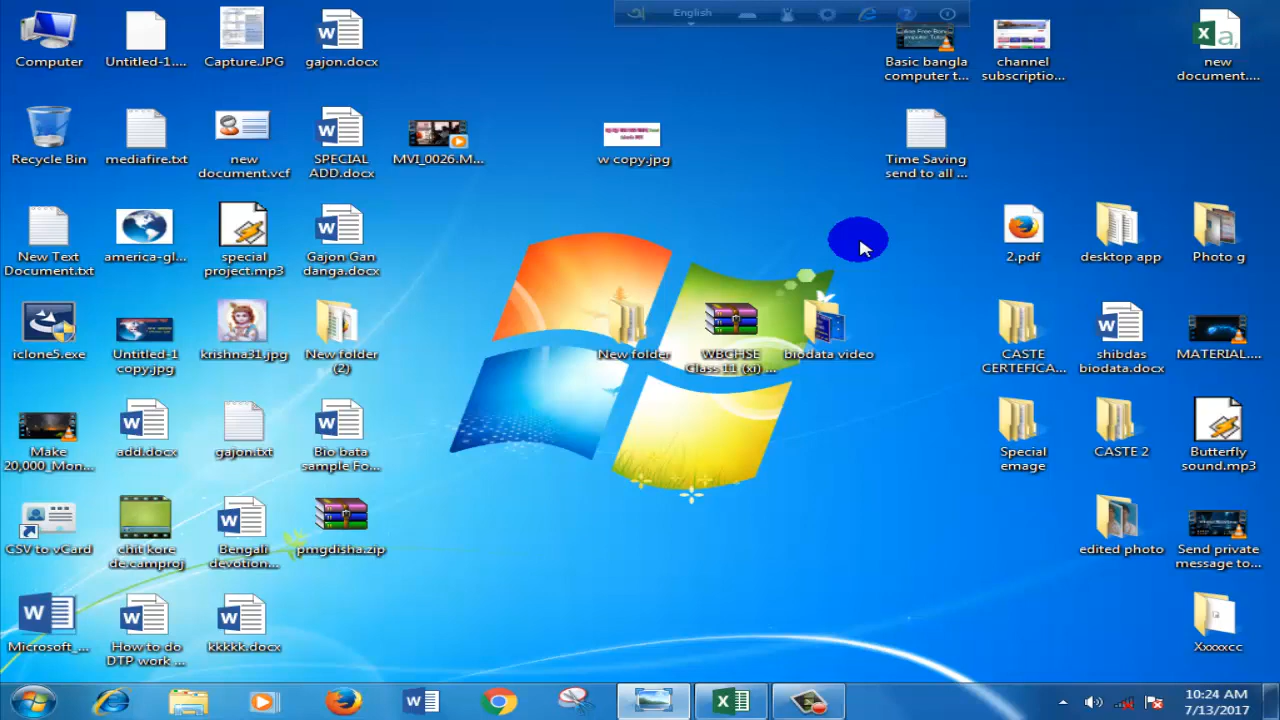 English
Computer
Untitled-1....
Capture.JPG
gajon.docx
Basic bangla
computer t...
channel
subscriptio...
new
document....
Recycle Bin
mediafire.txt
new
document.vcf
SPECIAL
ADD.docx
MVI_0026.M...
w copy.jpg
Time Saving
send to all ...
New Text
Document.txt
america-gl...
special
project.mp3
Gajon Gan
danga.docx
2.pdf
desktop app
Photo g
iclone5.exe
Untitled-1
copy.jpg
krishna31.jpg
New folder
(2)
New folder
WBCHSE
Class 11 (xi) ...
biodata video
CASTE
CERTEFICA...
shibdas
biodata.docx
MATERIAL....
Make
20,000_Mon...
add.docx
gajon.txt
Bio bata
sample Fo...
Special
emage
CASTE 2
Butterfly
sound.mp3
CSV to vCard
chit kore
de.camproj
Bengali
devotion...
pmgdisha.zip
edited photo
Send private
message to...
Microsoft_...
How to do
DTP work ...
kkkkk.docx
Xxxxxcc
10:24 AM
7/13/2017